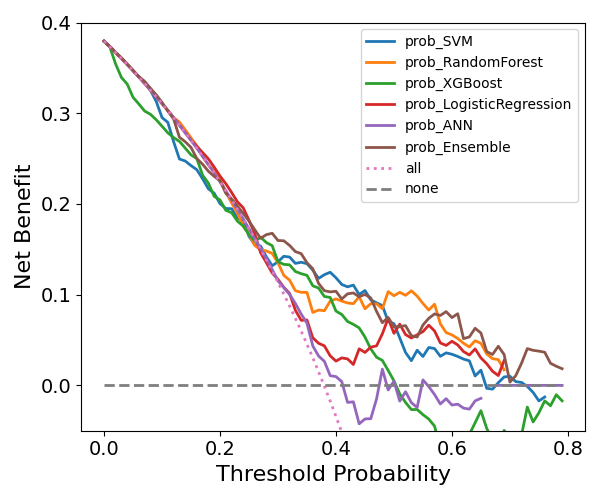 0.4
0.3
0.2
0.1
0.0
Net Benefit
prob_SVM
prob_RandomForest
prob_XGBoost
prob_LogisticRegression
prob_ANN
prob_Ensemble
all
none
0.0 0.2 0.4 0.6 0.8
Threshold Probability